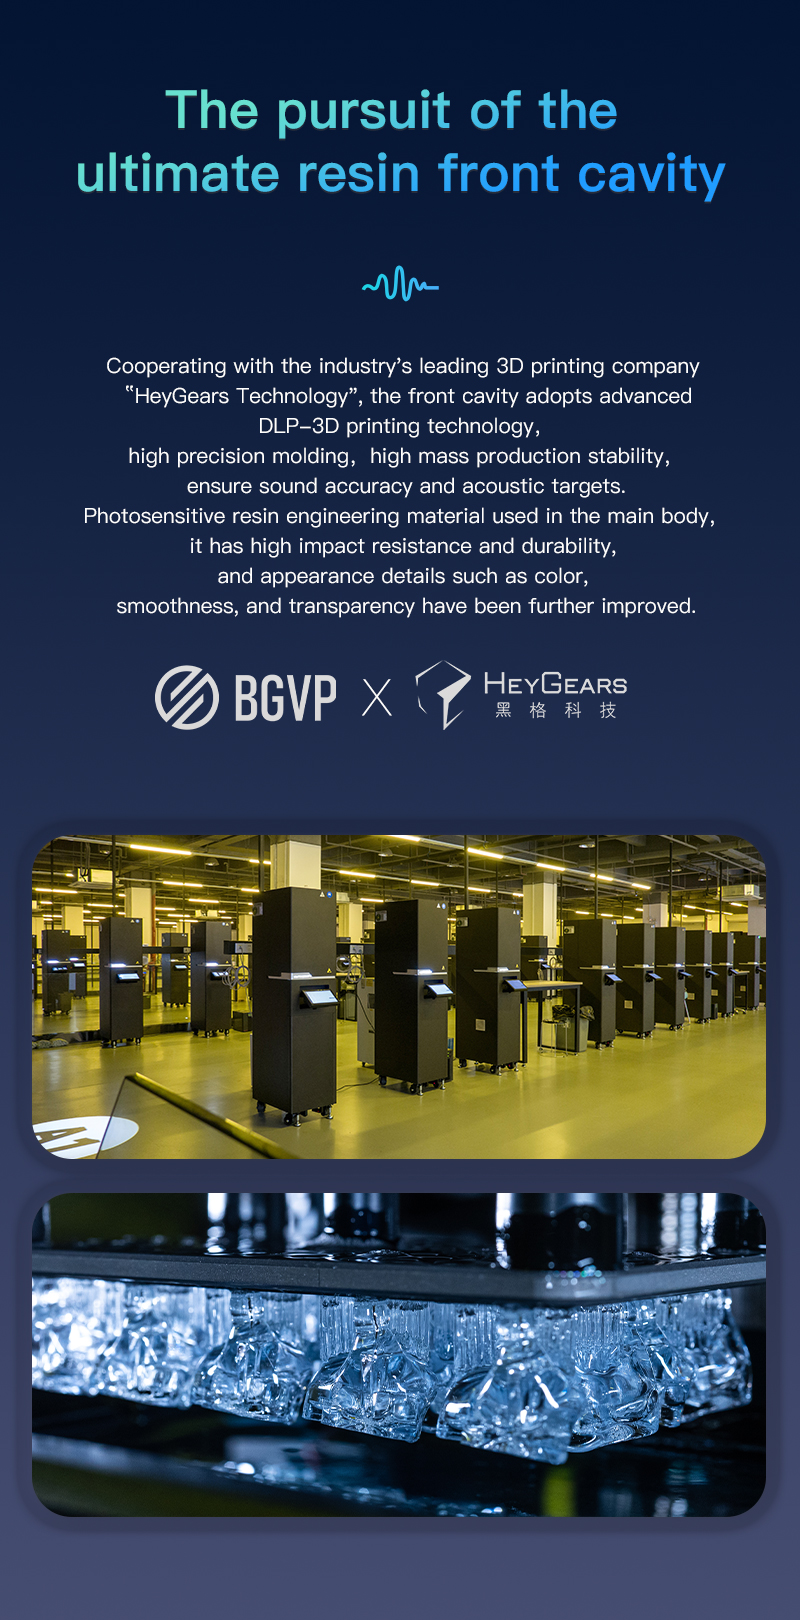 The pursuit of the
ultimate resin front cavity
Cooperating with the industry’s leading 3D printing company
“HeyGears Technology”, the front cavity adopts advanced
DLP–3D printing technology,
high precision molding,  high mass production stability,
ensure sound accuracy and acoustic targets.
Photosensitive resin engineering material used in the main body,
it has high impact resistance and durability,
and appearance details such as color,
smoothness, and transparency have been further improved.
BGVP X HEYGEARS
黑格科技
A1